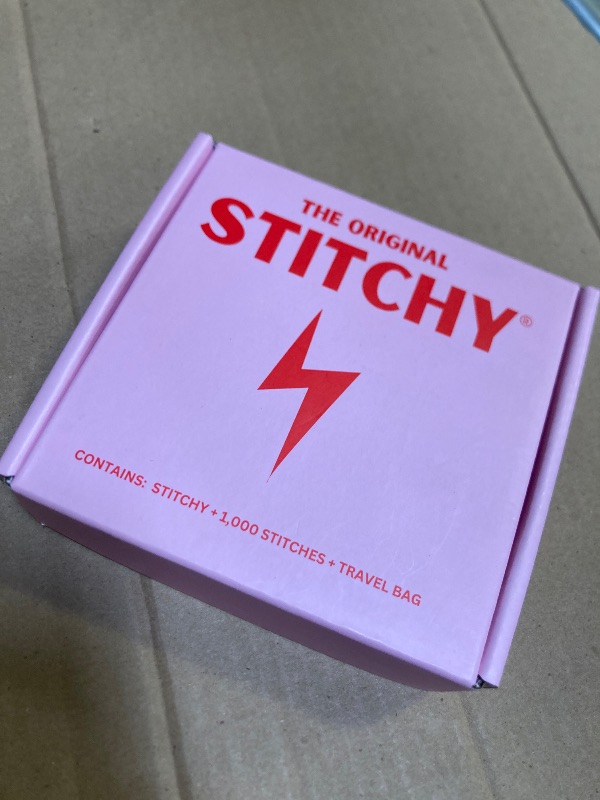 THE ORIGINAL
STITCHY®
CONTAINS: STITCHY + 1,000 STITCHES + TRAVEL BAG